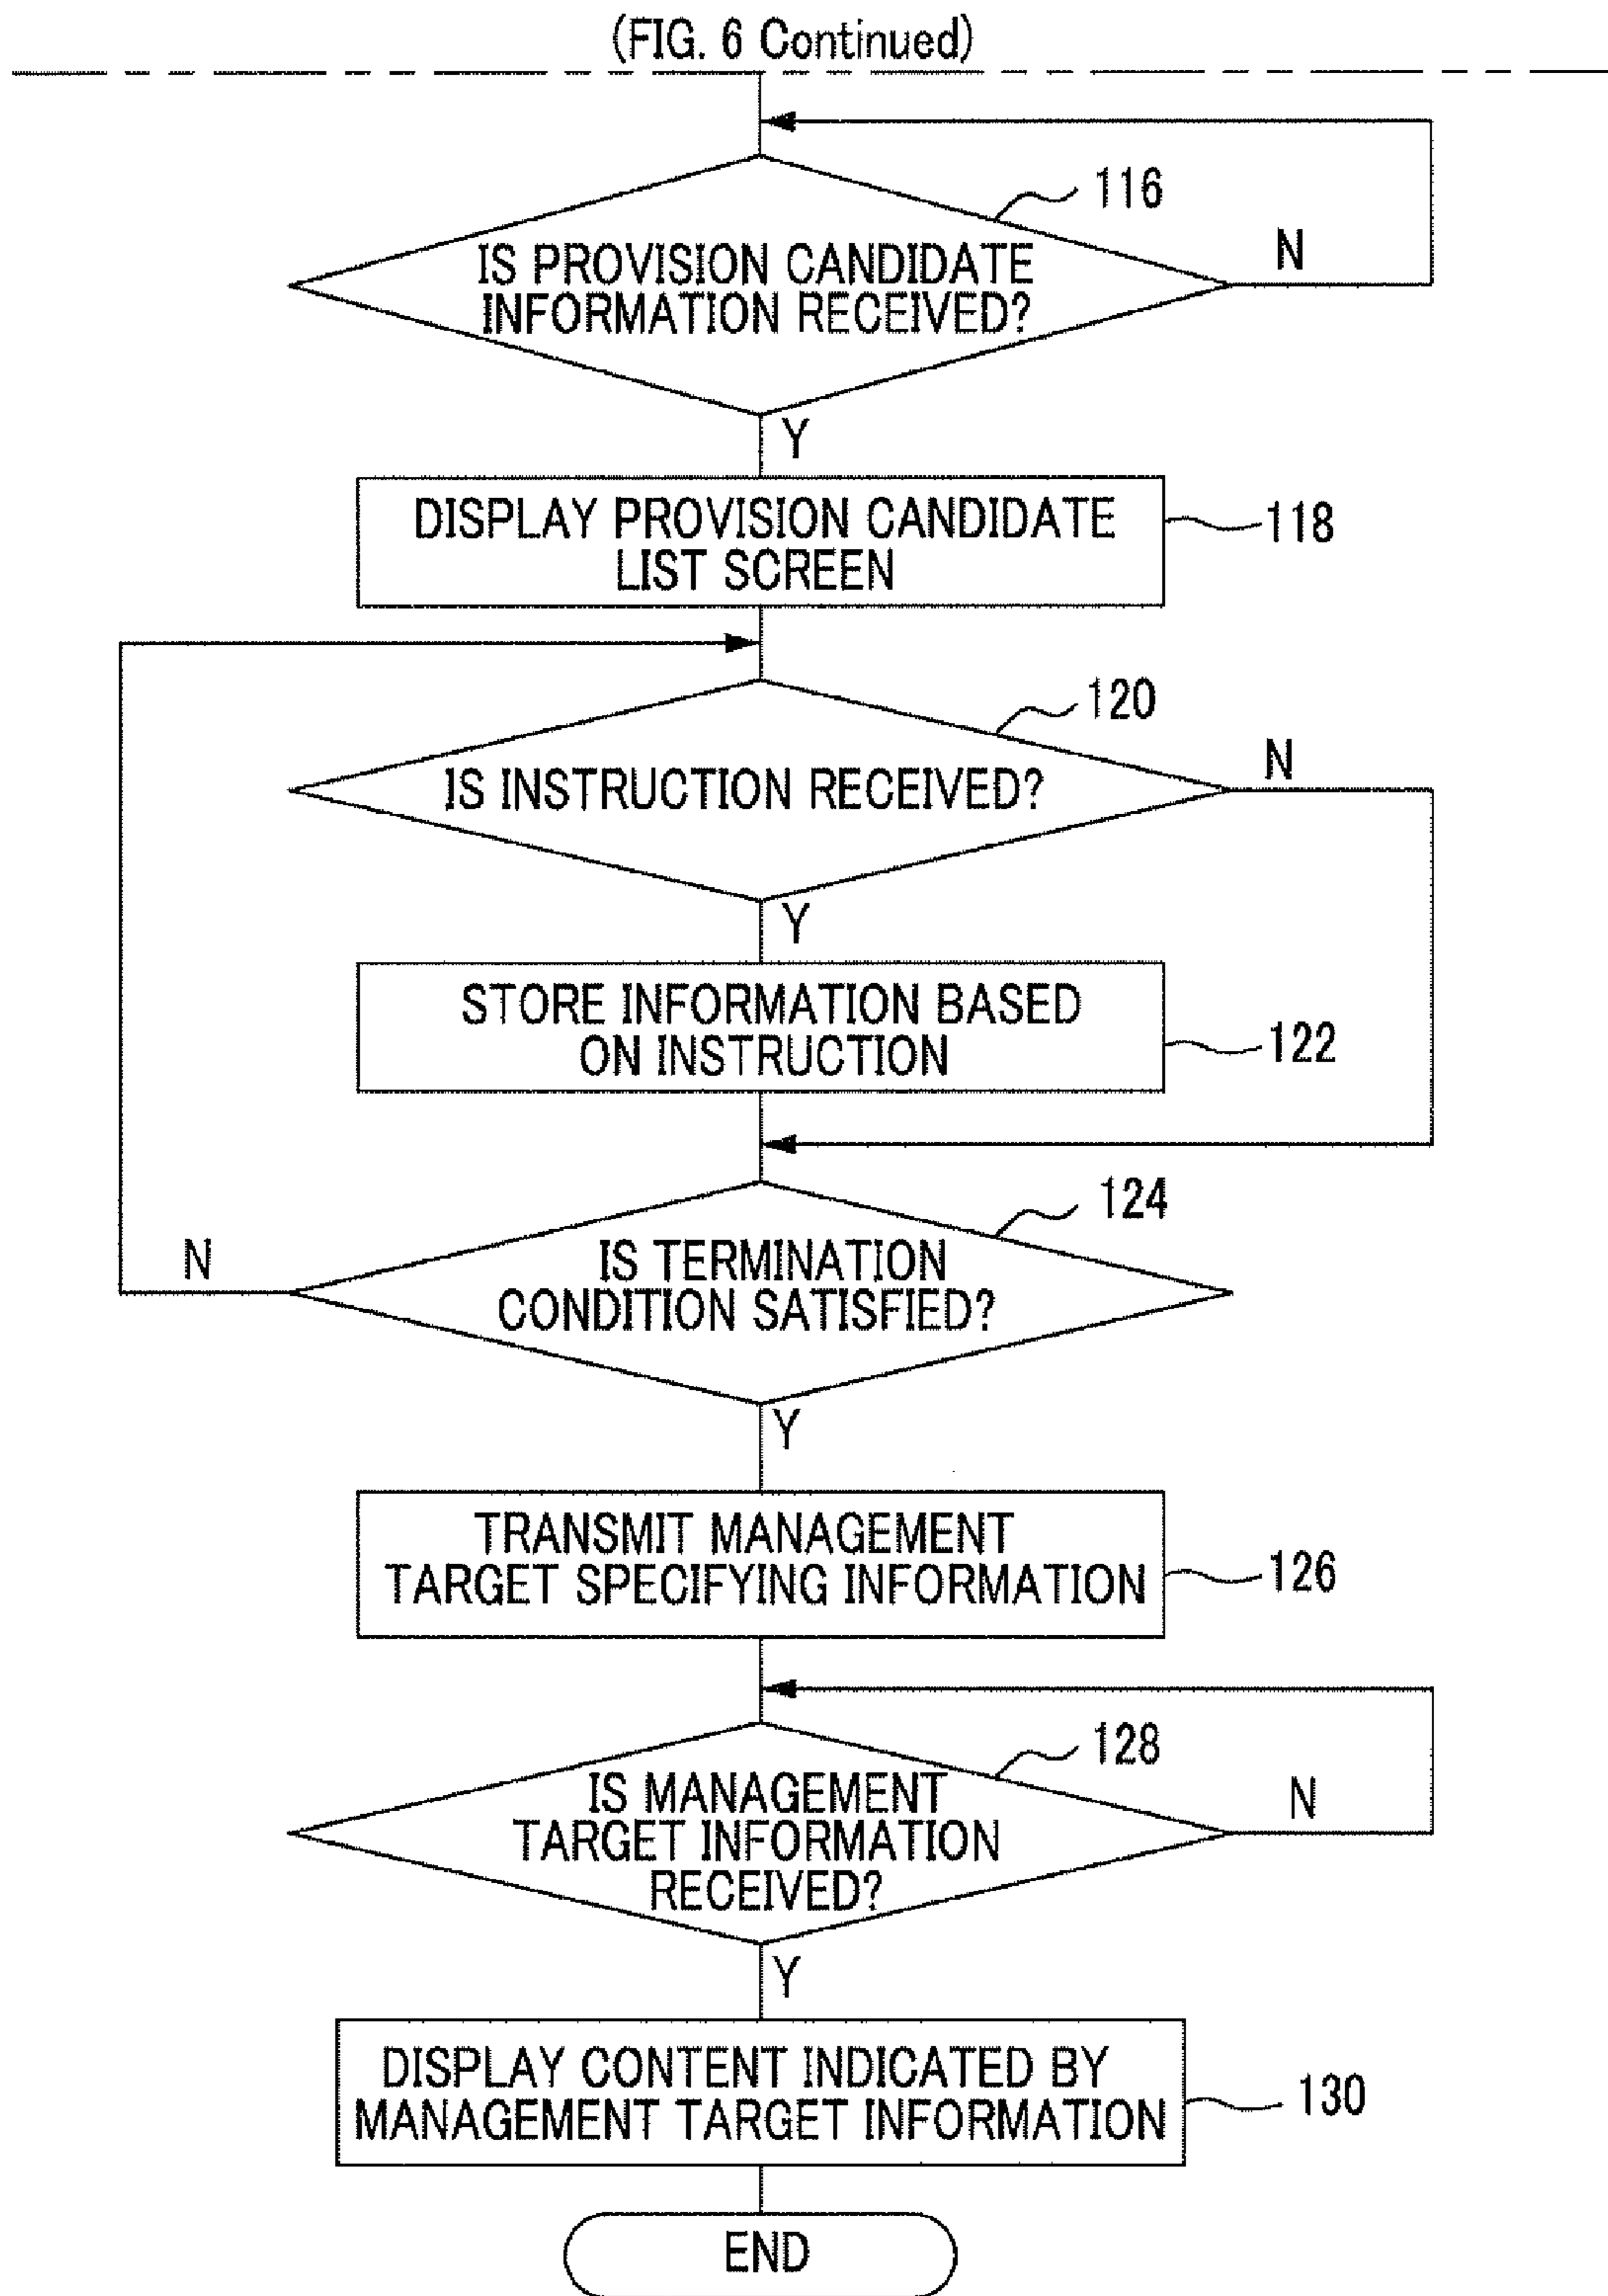 (FIG. 6 Continued)
116
IS PROVISION CANDIDATE
INFORMATION RECEIVED?
N
Y
DISPLAY PROVISION CANDIDATE
LIST SCREEN
118
120
IS INSTRUCTION RECEIVED?
N
Y
STORE INFORMATION BASED
ON INSTRUCTION
122
124
IS TERMINATION
CONDITION SATISFIED?
N
Y
TRANSMIT MANAGEMENT
TARGET SPECIFYING INFORMATION
126
128
IS MANAGEMENT
TARGET INFORMATION
RECEIVED?
N
Y
DISPLAY CONTENT INDICATED BY
MANAGEMENT TARGET INFORMATION
130
END